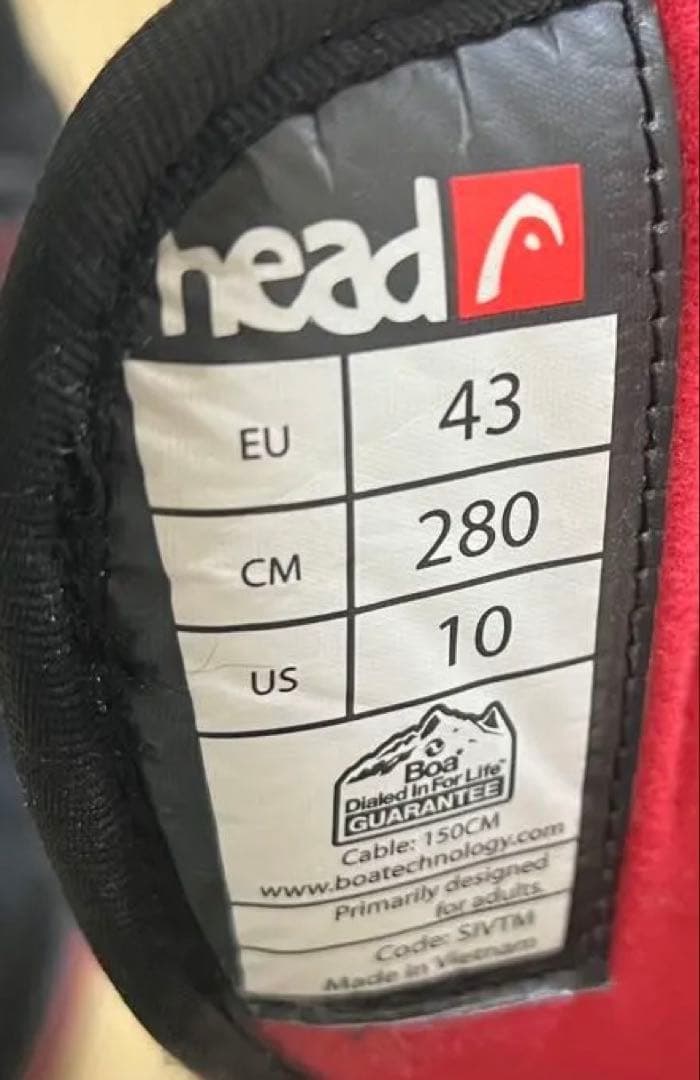 head
EU 43
CM 280
US 10
Boa
Dialed In For Life™
GUARANTEE
Cable: 150CM
www.boatechnology.com
Primarily designed
for adults.
Code: SIVTM
Made in Vietnam